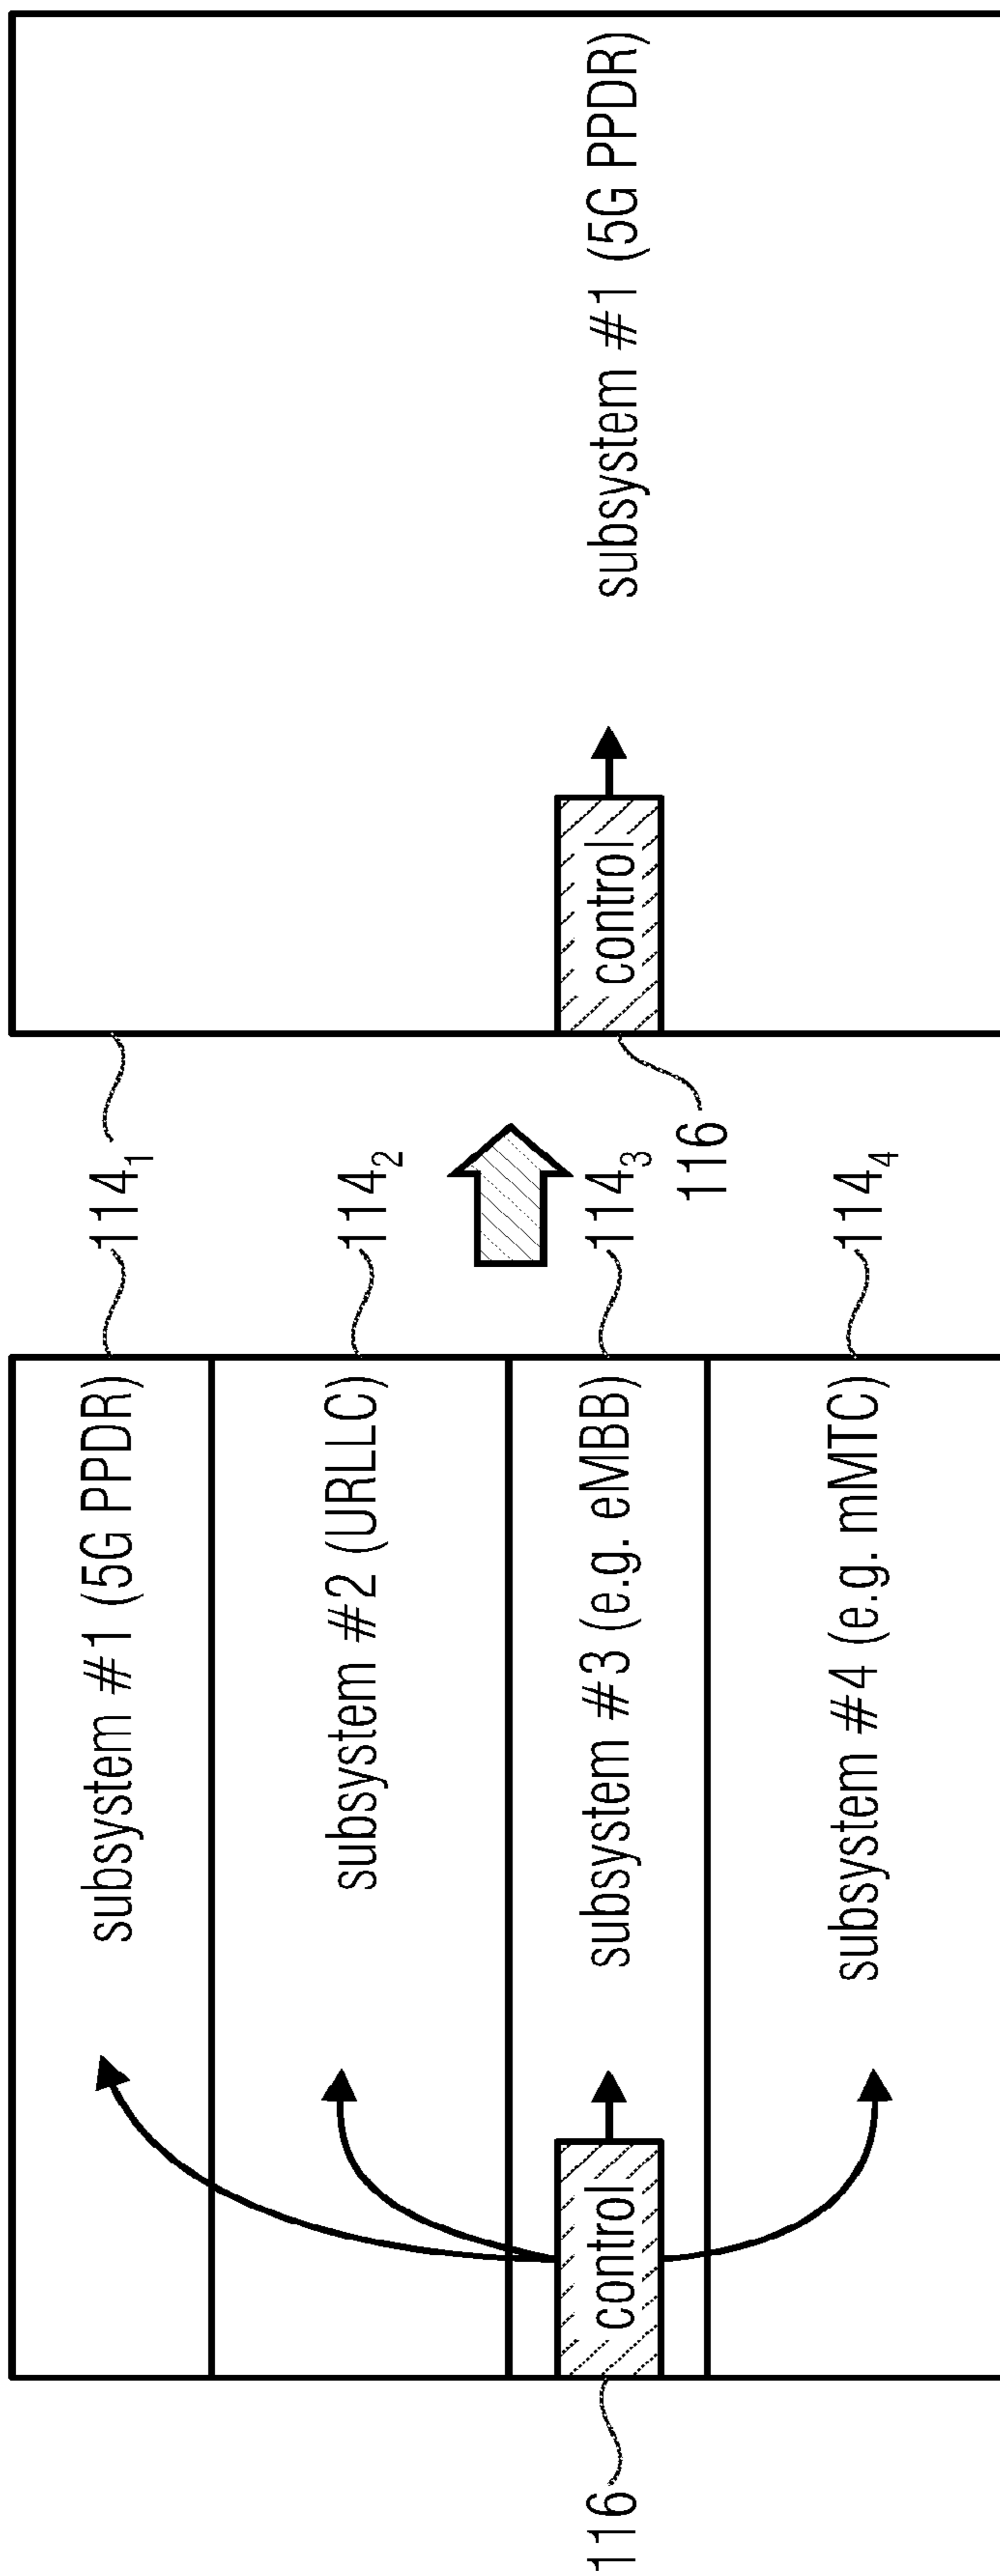 subsystem #1 (5G PPDR)
subsystem #2 (URLLC)
subsystem #3 (e.g. eMBB)
subsystem #4 (e.g. mMTC)
control
116
114₁
114₂
114₃
114₄
116
control
subsystem #1 (5G PPDR)